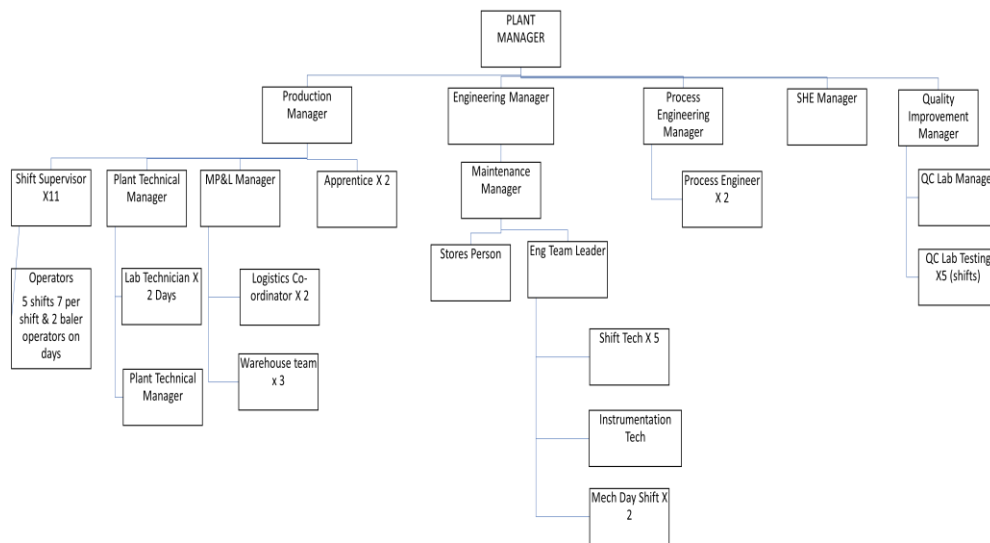 PLANT
MANAGER
Production
Manager
Engineering Manager
Process
Engineering
Manager
SHE Manager
Quality
Improvement
Manager
Shift Supervisor
X11
Plant Technical
Manager
MP&L Manager
Apprentice X 2
Maintenance
Manager
Process Engineer
X 2
QC Lab Manager
Operators
5 shifts 7 per
shift & 2 baler
operators on
days
Lab Technician X
2 Days
Logistics Co-
ordinator X 2
Stores Person
Eng Team Leader
QC Lab Testing
X5 (shifts)
Plant Technical
Manager
Warehouse team
x 3
Shift Tech X 5
Instrumentation
Tech
Mech Day Shift X
2